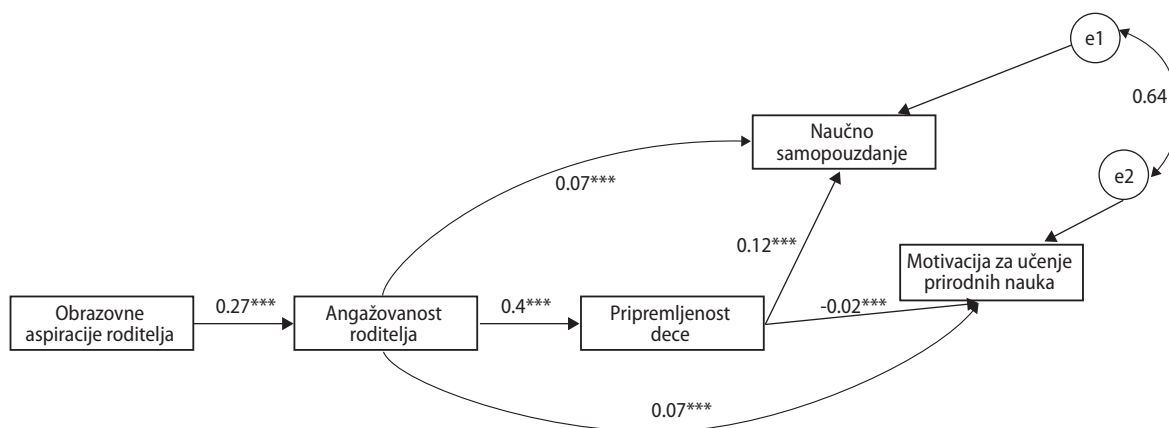 e1
0.64
Naučno
samopouzdanje
e2
0.07***
0.12***
Motivacija za učenje
prirodnih nauka
Obrazovne
aspiracije roditelja
0.27***
Angažovanost
roditelja
0.4***
Pripremljenost
dece
-0.02***
0.07***